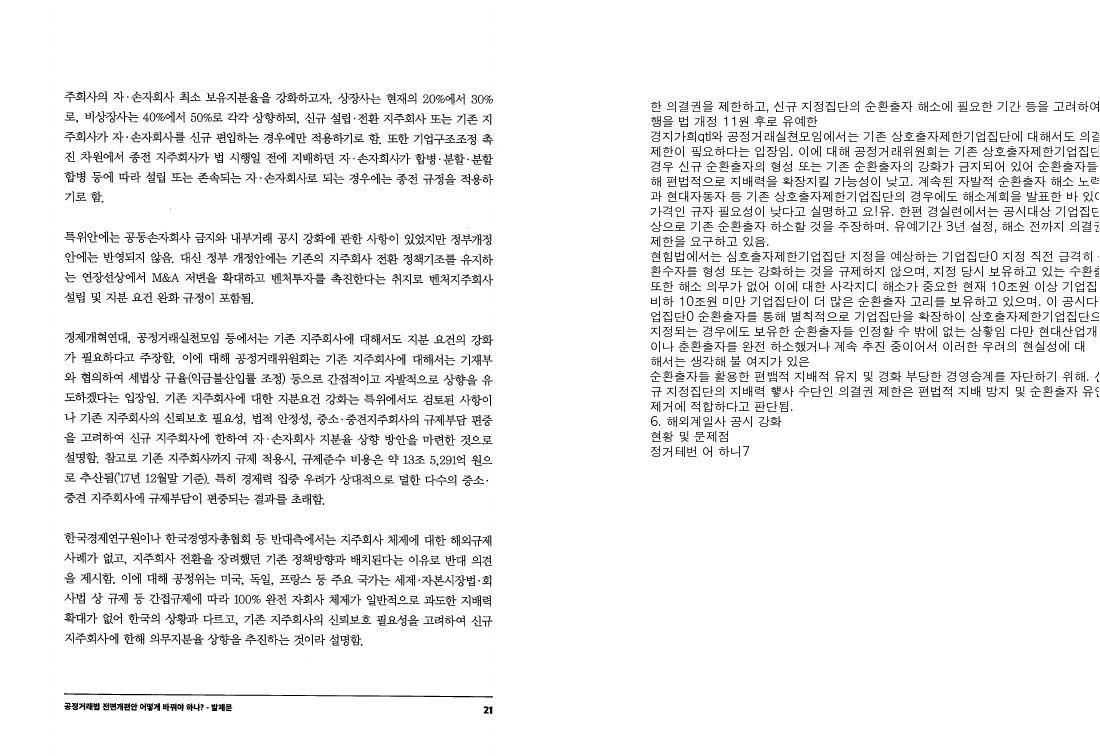 주회사의 자·손자회사 최소 보유지분율을 강화하고자, 상장사는 현재의 20%에서 30%
로, 비상장사는 40%에서 50%로 각각 상향하되, 신규 설립·전환 지주회사 또는 기존 지
주회사가 자·손자회사를 신규 편입하는 경우에만 적용하기로 함. 또한 기업구조조정 촉
진 차원에서 종전 지주회사가 법 시행일 전에 지배하던 자·손자회사가 합병·분할·분할
합병 등에 따라 설립 또는 존속되는 자·손자회사로 되는 경우에는 종전 규정을 적용하
기로 함.
특위안에는 공동손자회사 금지와 내부거래 공시 강화에 관한 사항이 있었지만 정부개정
안에는 반영되지 않음. 대신 정부 개정안에는 기존의 지주회사 전환 정책기조를 유지하
는 연장선상에서 M&A 저변을 확대하고 벤처투자를 촉진한다는 취지로 벤처지주회사
설립 및 지분 요건 완화 규정이 포함됨.
경제개혁연대, 공정거래실천모임 등에서는 기존 지주회사에 대해서도 지분 요건의 강화
가 필요하다고 주장함. 이에 대해 공정거래위원회는 기존 지주회사에 대해서는 기재부
와 협의하여 세법상 규율(익금불산입률 조정) 등으로 간접적이고 자발적으로 상향을 유
도하겠다는 입장임. 기존 지주회사에 대한 지분요건 강화는 특위에서도 검토된 사항이
나 기존 지주회사의 신뢰보호 필요성, 법적 안정성, 중소·중견지주회사의 규제부담 편중
을 고려하여 신규 지주회사에 한하여 자·손자회사 지분율 상향 방안을 마련한 것으로
설명함. 참고로 기존 지주회사까지 규제 적용시, 규제준수 비용은 약 13조 5,291억 원으
로 추산됨('17년 12월말 기준). 특히 경제력 집중 우려가 상대적으로 덜한 다수의 중소·
중견 지주회사에 규제부담이 편중되는 결과를 초래함.
한국경제연구원이나 한국경영자총협회 등 반대측에서는 지주회사 체제에 대한 해외규제
사례가 없고, 지주회사 전환을 장려했던 기존 정책방향과 배치된다는 이유로 반대 의견
을 제시함. 이에 대해 공정위는 미국, 독일, 프랑스 등 주요 국가는 세제·자본시장법·회
사법 상 규제 등 간접규제에 따라 100% 완전 자회사 체제가 일반적으로 과도한 지배력
확대가 없어 한국의 상황과 다르고, 기존 지주회사의 신뢰보호 필요성을 고려하여 신규
지주회사에 한해 의무지분율 상향을 추진하는 것이라 설명함.
공정거래법 전면개편안 어떻게 바꿔야 하나? - 발제문
21
한 의결권을 제한하고, 신규 지정집단의 순환출자 해소에 필요한 기간 등을 고려하여
행을 법 개정 11원 후로 유예한
경지가희qtl와 공정거래실쳔모임에서는 기존 상호출자제한기업집단에 대해서도 의결
제한이 핔요하다는 입장임. 이에 대해 공정거래위원회는 기존 상호출자제한기업집단
경우 신규 순환출자의 형성 또는 기존 순환출자의 강화가 금지되어 있어 순환출자들
해 편법적으로 지배력을 확장지킬 가능성이 낮고. 계속된 자발적 순환출자 해소 노력
과 현대자동자 등 기존 상호출자제한기업집단의 경우에도 해소계회을 발표한 바 있어
가격인 규자 필요성이 낮다고 실명하고 요!유. 한편 경실련에서는 공시대상 기업집단
상으로 기존 순환출자 하소할 것을 주장하며. 유예기간 3년 설정, 해소 전까지 의결권
제한을 요구하고 있음.
현힘법에서는 심호출자제한기업집단 지정을 예상하는 기업집단0 지정 직전 급격히
환수자를 형성 또는 강화하는 것을 규제하지 않으며, 지정 당시 보유하고 있는 수환출
또한 해소 의무가 없어 이에 대한 사각지디 해소가 중요한 현재 10조원 이상 기업집
비하 10조원 미만 기업집단이 더 많은 순환출자 고리를 보유하고 있으며. 이 공시다
업집단0 순환출자를 통해 벌칙적으로 기업집단을 확장하이 상호출자제한기업집단으
지정되는 경우에도 보유한 순환출자들 인정할 수 밖에 없는 상홯임 다만 현대산업개
이나 춘환출자를 완전 하소했거나 계속 추진 중이어서 이러한 우려의 현실성에 대
해서는 생각해 불 여지가 있은
순환출자들 활용한 편뱁적 지배적 유지 및 경화 부당한 경영승계를 자단하기 위해. 신
규 지정집단의 지배력 행사 수단인 의결권 제한은 편법적 지배 방지 및 순환출자 유인
제거에 적합하다고 판단됨.
6. 해외계일사 공시 강화
현황 및 문제점
정거테번 어 하니7